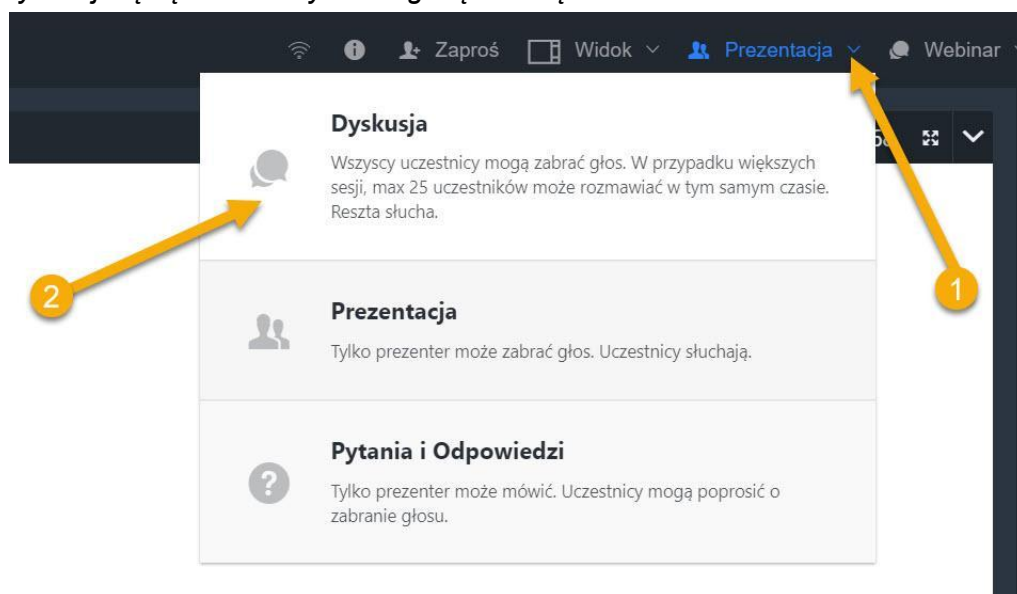 Zaproś Widok Prezentacja Webinar
Dyskusja
Wszyscy uczestnicy mogą zabrać głos. W przypadku większych
sesji, max 25 uczestników może rozmawiać w tym samym czasie.
Reszta słucha.
2
1
Prezentacja
Tylko prezenter może zabrać głos. Uczestnicy słuchają.
Pytania i Odpowiedzi
?
Tylko prezenter może mówić. Uczestnicy mogą poprosić o
zabranie głosu.